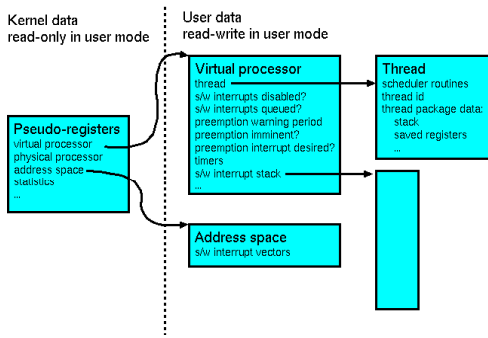 Kernel data
read-only in user mode
User data
read-write in user mode
Pseudo-registers
virtual processor
physical processor
address space
statistics
...
Virtual processor
thread
s/w interrupts disabled?
s/w interrupts queued?
preemption warning period
preemption imminent?
preemption interrupt desired?
timers
s/w interrupt stack
...
Thread
scheduler routines
thread id
thread package data:
stack
saved registers
...
Address space
s/w interrupt vectors